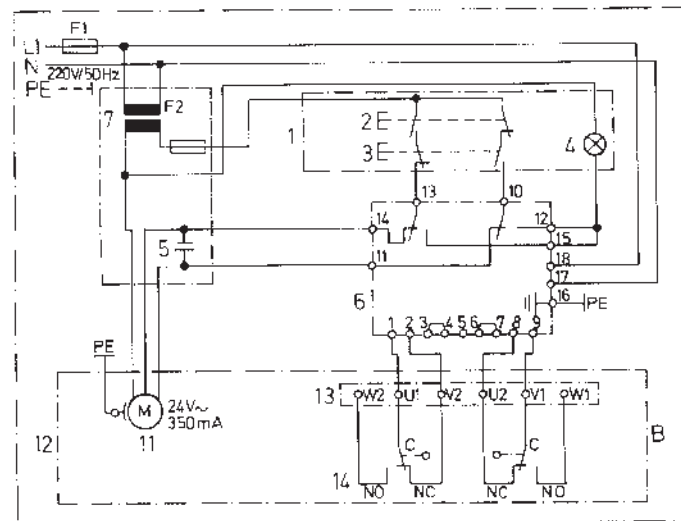 F1
L1
N
220V/50Hz
PE
7
F2
1
2
3
4
13
10
14
12
15
11
18
17
5
6
16
PE
1 2 3 4 5 6 7 8 9
PE
13
W2 U1 V2 U2 V1 W1
M
24V~
350mA
12
11
B
C
C
14
NO
NC
NC
NO